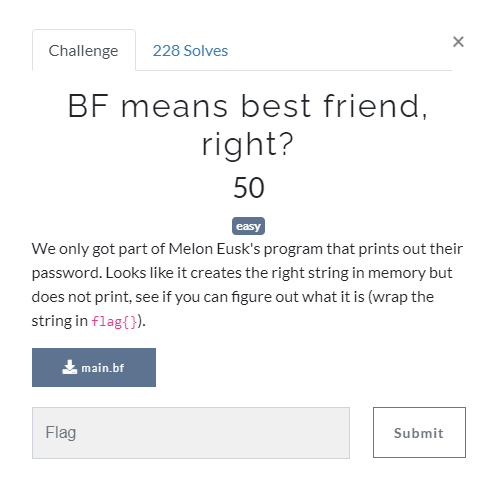 Challenge
228 Solves
×
BF means best friend,
right?
50
easy
We only got part of Melon Eusk's program that prints out their
password. Looks like it creates the right string in memory but
does not print, see if you can figure out what it is (wrap the
string in flag{}).
main.bf
Flag
Submit